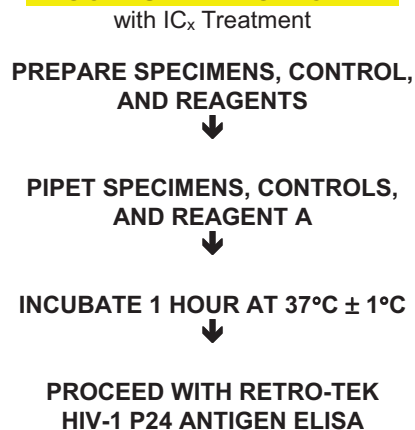 with ICₓ Treatment
PREPARE SPECIMENS, CONTROL,
AND REAGENTS
PIPET SPECIMENS, CONTROLS,
AND REAGENT A
INCUBATE 1 HOUR AT 37°C ± 1°C
PROCEED WITH RETRO-TEK
HIV-1 P24 ANTIGEN ELISA